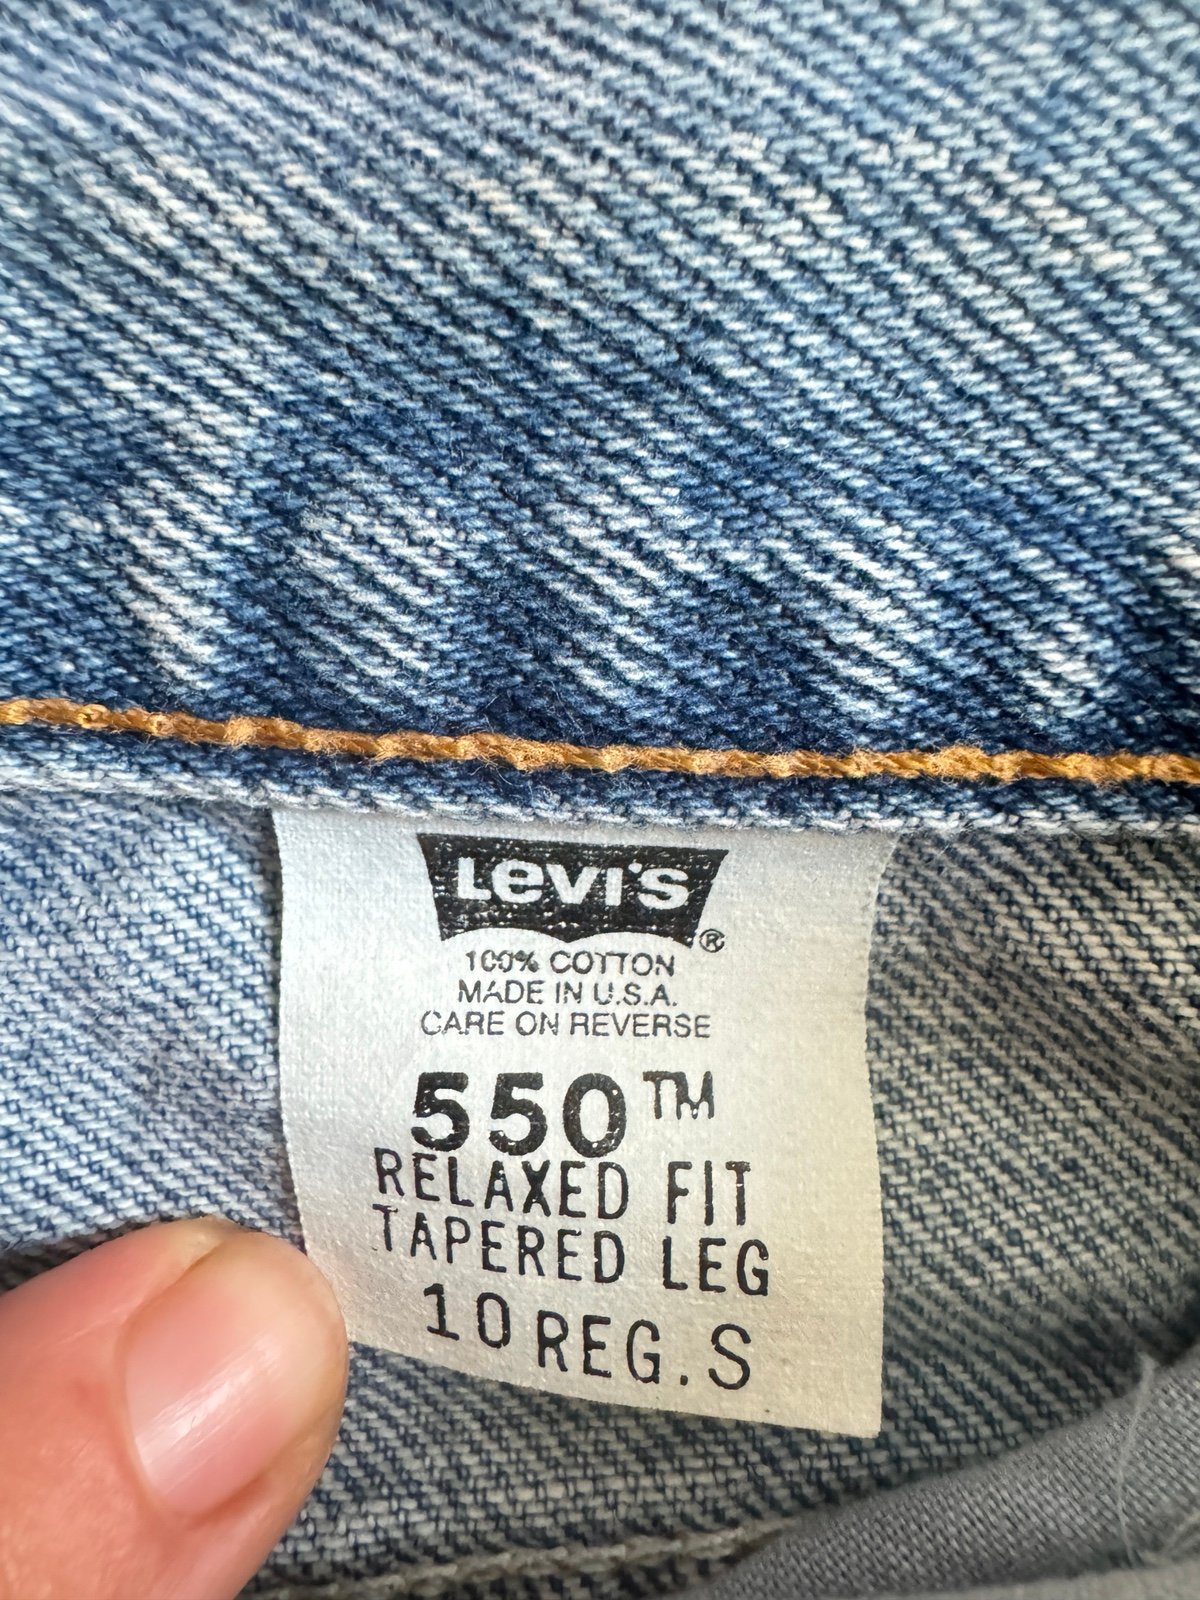 Levi's ®
100% COTTON
MADE IN U.S.A.
CARE ON REVERSE
550™
RELAXED FIT
TAPERED LEG
10 REG. S